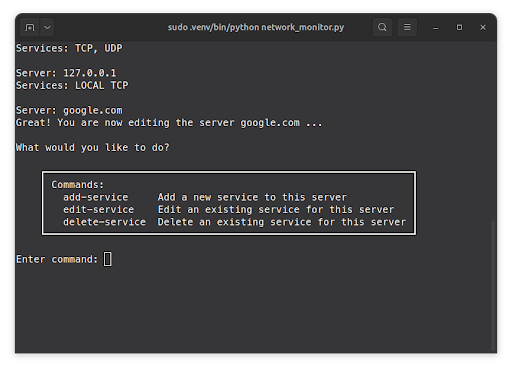 sudo .venv/bin/python network_monitor.py
Services: TCP, UDP
Server: 127.0.0.1
Services: LOCAL TCP
Server: google.com
Great! You are now editing the server google.com ...
What would you like to do?
Commands:
add-service     Add a new service to this server
edit-service    Edit an existing service for this server
delete-service  Delete an existing service for this server
Enter command: